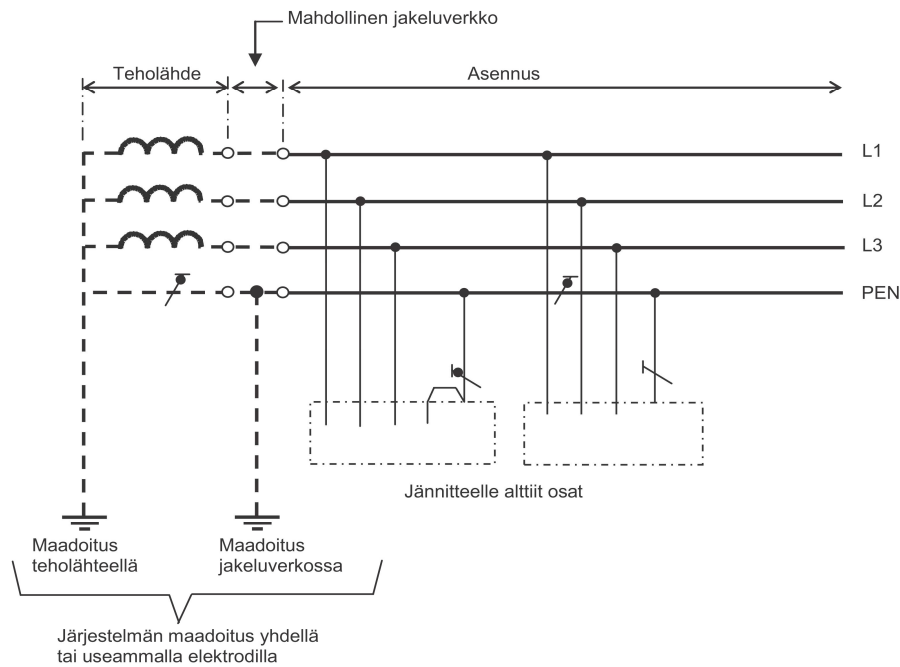 Mahdollinen jakeluverkko
Teholähde
Asennus
L1
L2
L3
PEN
Jännitteelle alttiit osat
Maadoitus
teholähteellä
Maadoitus
jakeluverkossa
Järjestelmän maadoitus yhdellä
tai useammalla elektrodilla